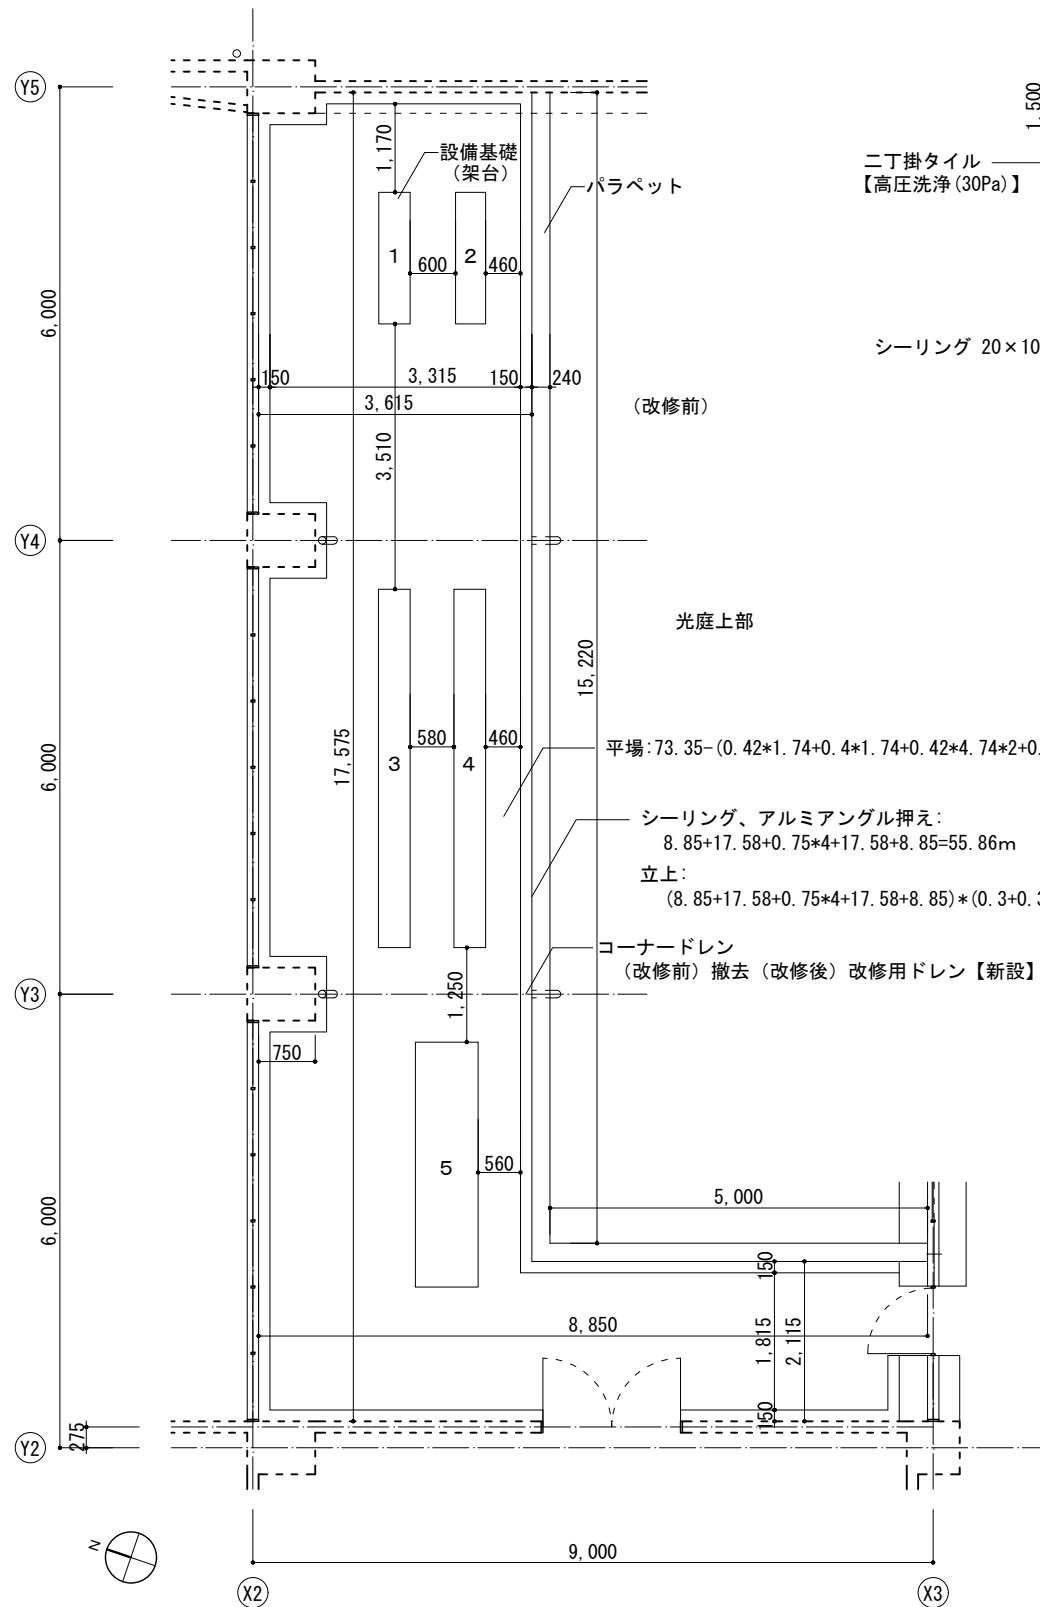 Y5
1,500
1,170
設備基礎
(架台)
二丁掛タイル
【高圧洗浄(30Pa)】
パラペット
1
600
2
460
6,000
シーリング 20×10
150
3,315
150
240
3,615
(改修前)
3,510
Y4
光庭上部
15,220
17,575
580
460
3
4
6,000
平場:73.35-(0.42*1.74+0.4*1.74+0.42*4.74*2+0.
シーリング、アルミアングル押え:
8.85+17.58+0.75*4+17.58+8.85=55.86m
立上:
(8.85+17.58+0.75*4+17.58+8.85)*(0.3+0.3
コーナードレン
(改修前)撤去(改修後)改修用ドレン【新設】
Y3
1,250
750
5
560
5,000
6,000
150
8,850
1,815
2,115
150
275
Y2
N
9,000
X2
X3